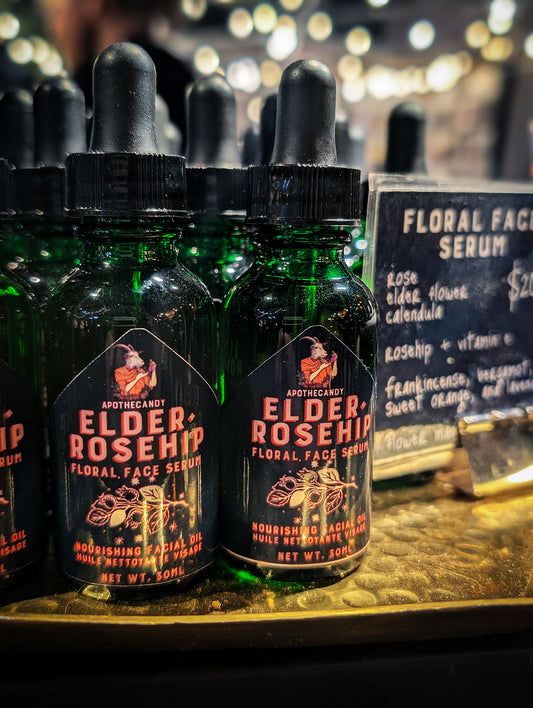 APOTHECANDY
ELDER+
ROSEHIP
FLORAL FACE SERUM
NOURISHING FACIAL OIL
HUILE NETTOYANTE VISAGE
NET WT. 30ML
APOTHECANDY
ELDER+
ROSEHIP
FLORAL FACE SERUM
NOURISHING FACIAL OIL
HUILE NETTOYANTE VISAGE
NET WT. 30ML
FLORAL FACE
SERUM
rose
elder flower
calendula
rosehip + vitamin e
frankincense, bergamot,
sweet orange, and
flower